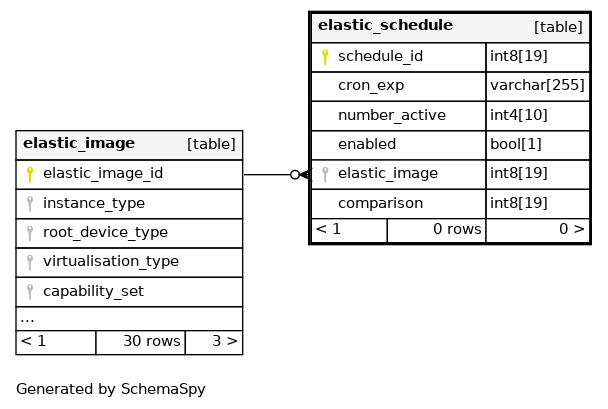 elastic_schedule [table]
schedule_id int8[19]
cron_exp varchar[255]
number_active int4[10]
enabled bool[1]
elastic_image int8[19]
comparison int8[19]
< 1 0 rows 0 >
elastic_image [table]
elastic_image_id
instance_type
root_device_type
virtualisation_type
capability_set
...
< 1 30 rows 3 >
Generated by SchemaSpy